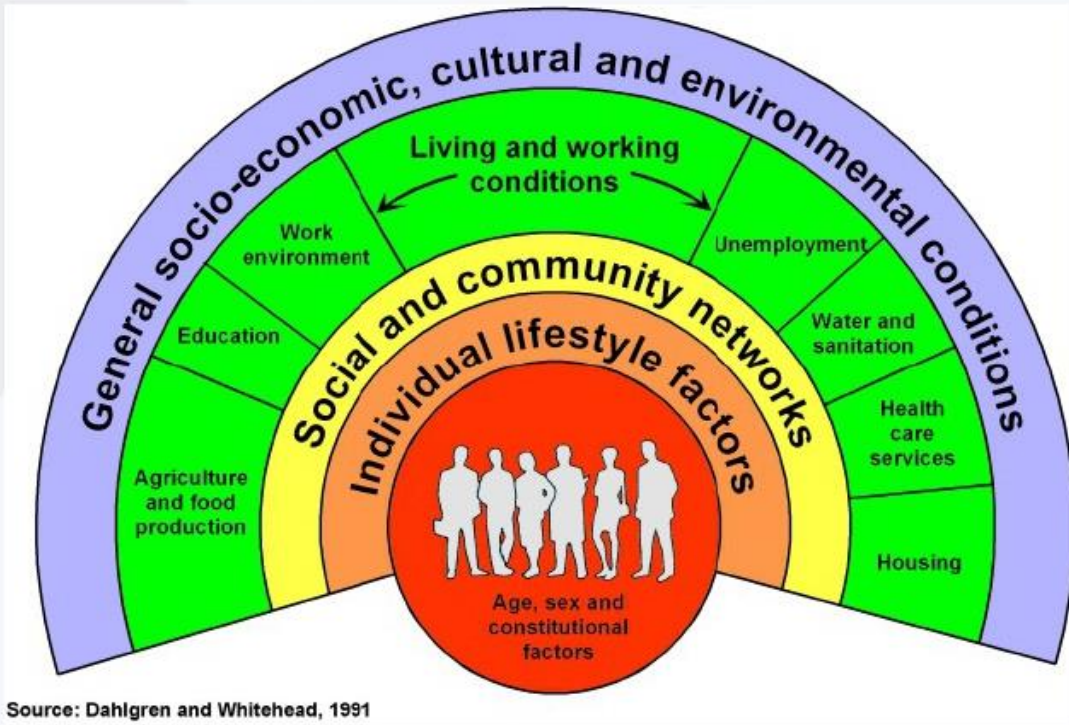 General socio-economic, cultural and environmental conditions
Living and working
conditions
Work
environment
Unemployment
Education
Water and
sanitation
Agriculture
and food
production
Health
care
services
Housing
Social and community networks
Individual lifestyle factors
Age, sex and
constitutional
factors
Source: Dahlgren and Whitehead, 1991